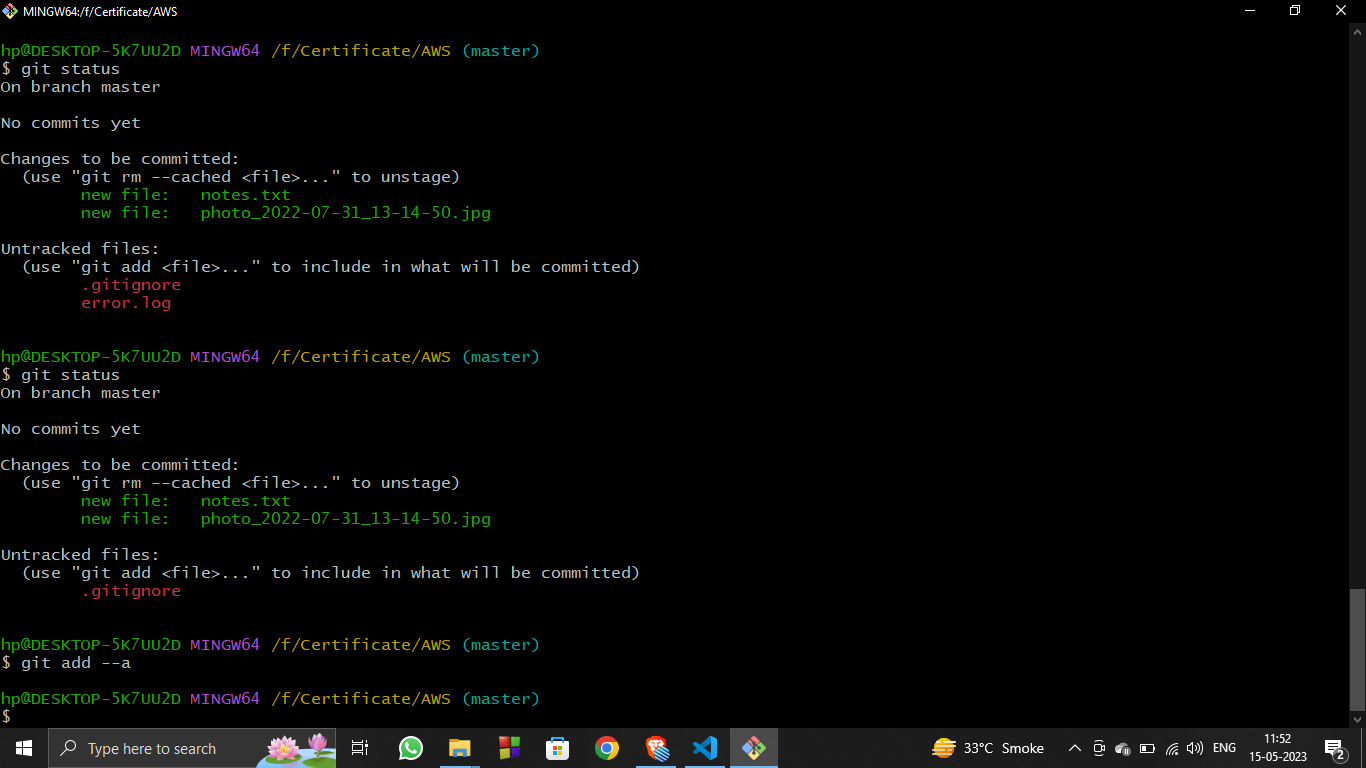 MINGW64:/f/Certificate/AWS
hp@DESKTOP-5K7UU2D MINGW64 /f/Certificate/AWS (master)
$ git status
On branch master
No commits yet
Changes to be committed:
(use "git rm --cached <file>..." to unstage)
new file:   notes.txt
new file:   photo_2022-07-31_13-14-50.jpg
Untracked files:
(use "git add <file>..." to include in what will be committed)
.gitignore
error.log
hp@DESKTOP-5K7UU2D MINGW64 /f/Certificate/AWS (master)
$ git status
On branch master
No commits yet
Changes to be committed:
(use "git rm --cached <file>..." to unstage)
new file:   notes.txt
new file:   photo_2022-07-31_13-14-50.jpg
Untracked files:
(use "git add <file>..." to include in what will be committed)
.gitignore
hp@DESKTOP-5K7UU2D MINGW64 /f/Certificate/AWS (master)
$ git add --a
hp@DESKTOP-5K7UU2D MINGW64 /f/Certificate/AWS (master)
$
Type here to search
33°C Smoke
ENG
11:52
15-05-2023
2